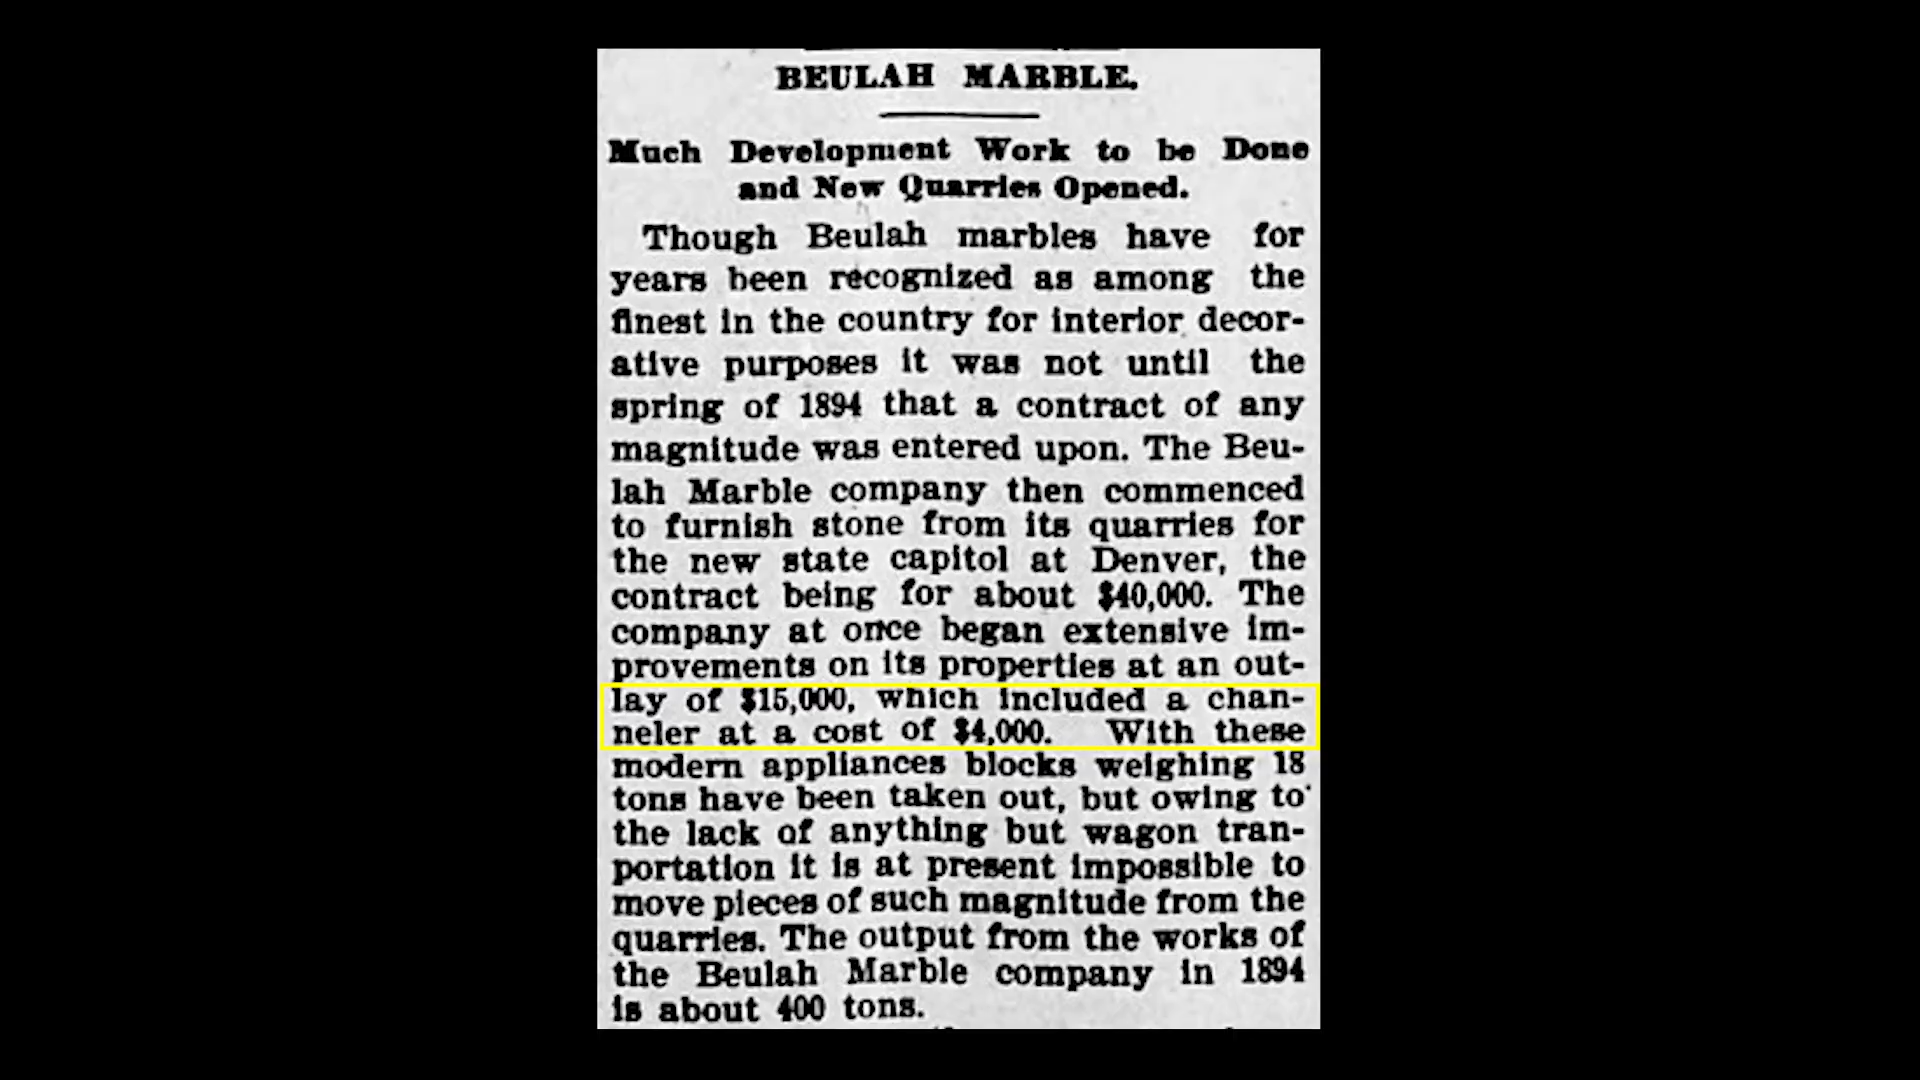 BEULAH MARBLE.
Much Development Work to be Done
and New Quarries Opened.
Though Beulah marbles have for
years been recognized as among the
finest in the country for interior decor-
ative purposes it was not until the
spring of 1894 that a contract of any
magnitude was entered upon. The Beu-
lah Marble company then commenced
to furnish stone from its quarries for
the new state capitol at Denver, the
contract being for about $40,000. The
company at once began extensive im-
provements on its properties at an out-
lay of $15,000, which included a chan-
neler at a cost of $4,000. With these
modern appliances blocks weighing 18
tons have been taken out, but owing to
the lack of anything but wagon tran-
portation it is at present impossible to
move pieces of such magnitude from the
quarries. The output from the works of
the Beulah Marble company in 1894
is about 400 tons.